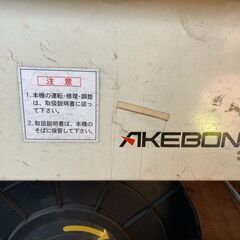 注意
1. 本機の運転・修理・調整
は、取扱説明書に従っ
て下さい。
2. 取扱説明書は、本機の
そばに保管して下さい。
AKEBON